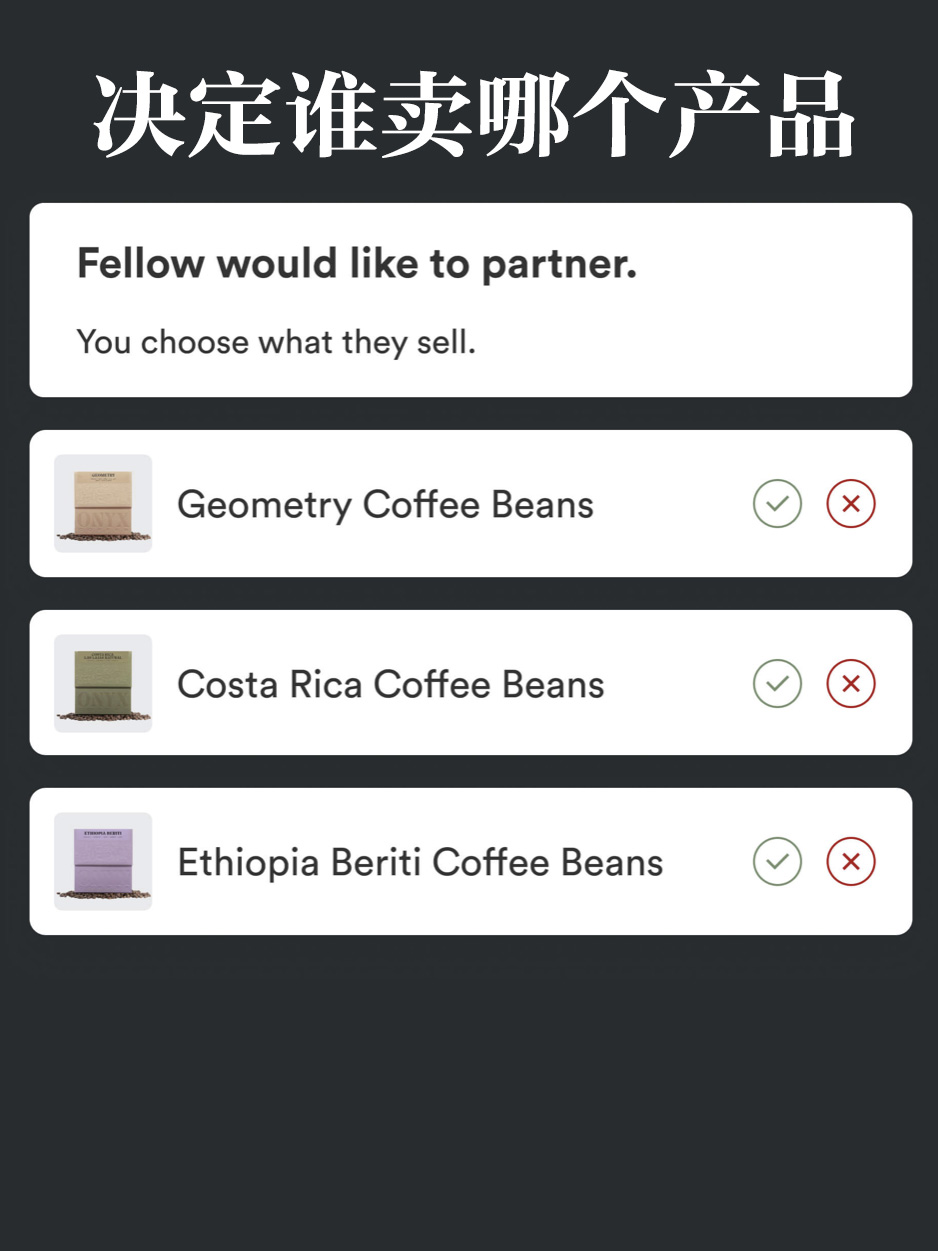 决定谁卖哪个产品
Fellow would like to partner.
You choose what they sell.
GEOMETRY
ONYX
Geometry Coffee Beans
ONYX
Costa Rica Coffee Beans
ETHIOPIA BERITI
Ethiopia Beriti Coffee Beans